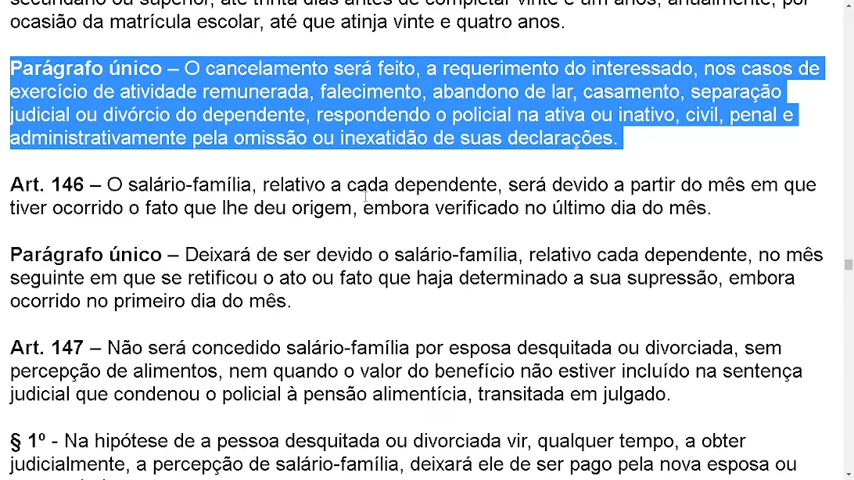 secundário ou superior, até trinta dias antes de completar vinte e um anos, anualmente, por
ocasião da matrícula escolar, até que atinja vinte e quatro anos.
Parágrafo único – O cancelamento será feito, a requerimento do interessado, nos casos de
exercício de atividade remunerada, falecimento, abandono de lar, casamento, separação
judicial ou divórcio do dependente, respondendo o policial na ativa ou inativo, civil, penal e
administrativamente pela omissão ou inexatidão de suas declarações.
Art. 146 – O salário-família, relativo a cada dependente, será devido a partir do mês em que
tiver ocorrido o fato que lhe deu origem, embora verificado no último dia do mês.
Parágrafo único – Deixará de ser devido o salário-família, relativo cada dependente, no mês
seguinte em que se retificou o ato ou fato que haja determinado a sua supressão, embora
ocorrido no primeiro dia do mês.
Art. 147 – Não será concedido salário-família por esposa desquitada ou divorciada, sem
percepção de alimentos, nem quando o valor do benefício não estiver incluído na sentença
judicial que condenou o policial à pensão alimentícia, transitada em julgado.
§ 1º - Na hipótese de a pessoa desquitada ou divorciada vir, qualquer tempo, a obter
judicialmente, a percepção de salário-família, deixará ele de ser pago pela nova esposa ou